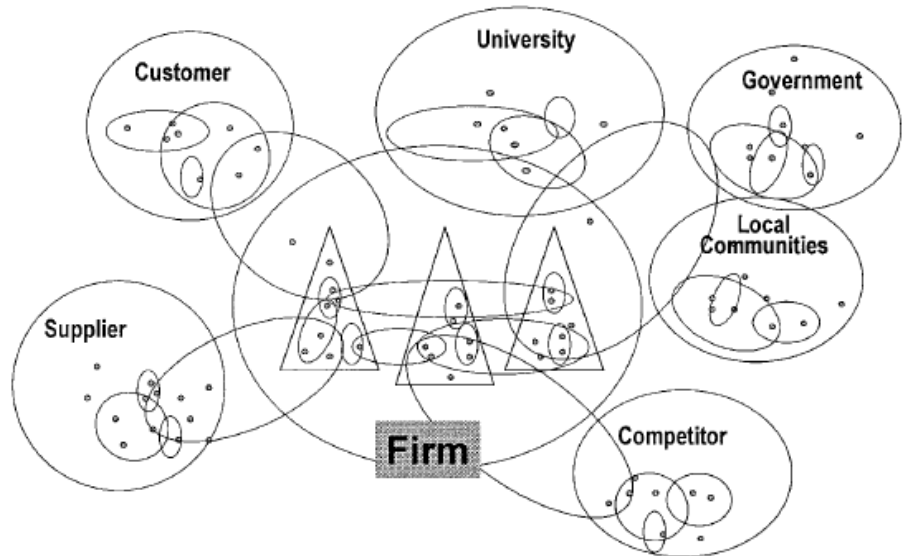 University
Customer
Government
Local
Communities
Supplier
Firm
Competitor